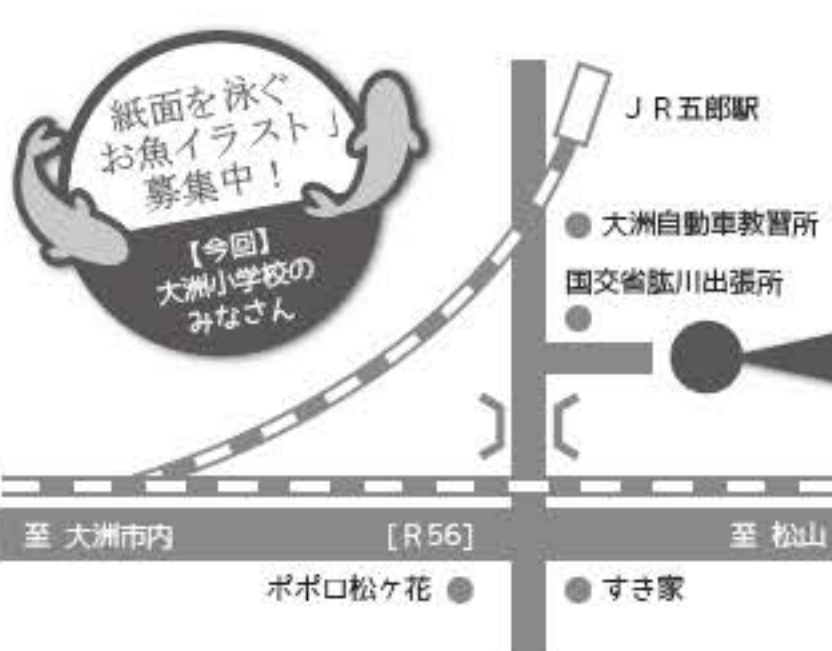 紙面を泳ぐ
お魚イラスト」
募集中！
【今回】
大洲小学校の
みなさん
ＪＲ五郎駅
大洲自動車教習所
国交省肱川出張所
至 大洲市内
[R56]
至 松山
ポポロ松ケ花
すき家